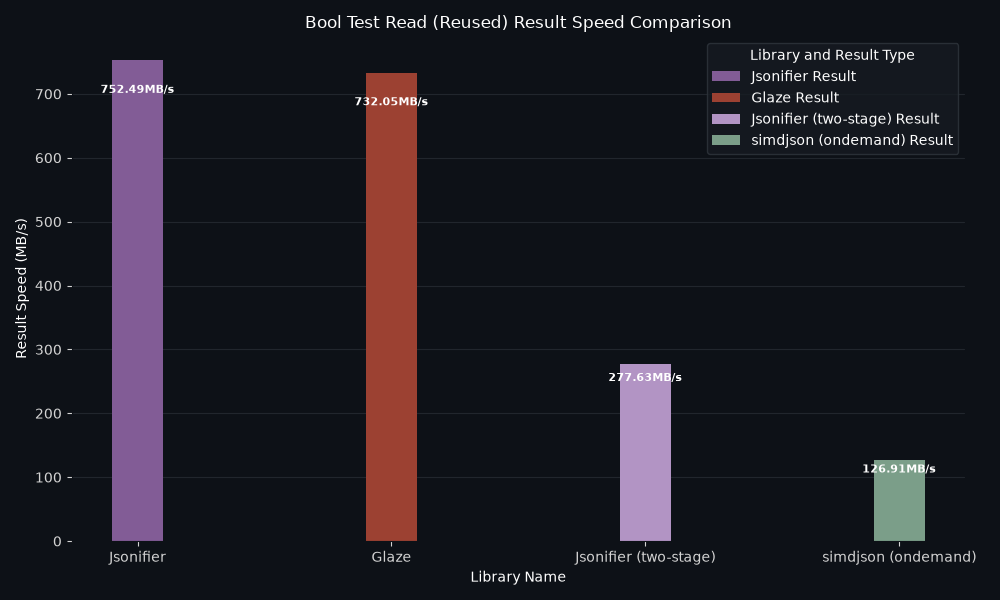 Bool Test Read (Reused) Result Speed Comparison
Library and Result Type
Jsonifier Result
Glaze Result
Jsonifier (two-stage) Result
simdjson (ondemand) Result
752.49MB/s
732.05MB/s
277.63MB/s
126.91MB/s
Result Speed (MB/s)
700
600
500
400
300
200
100
0
Jsonifier
Glaze
Jsonifier (two-stage)
simdjson (ondemand)
Library Name